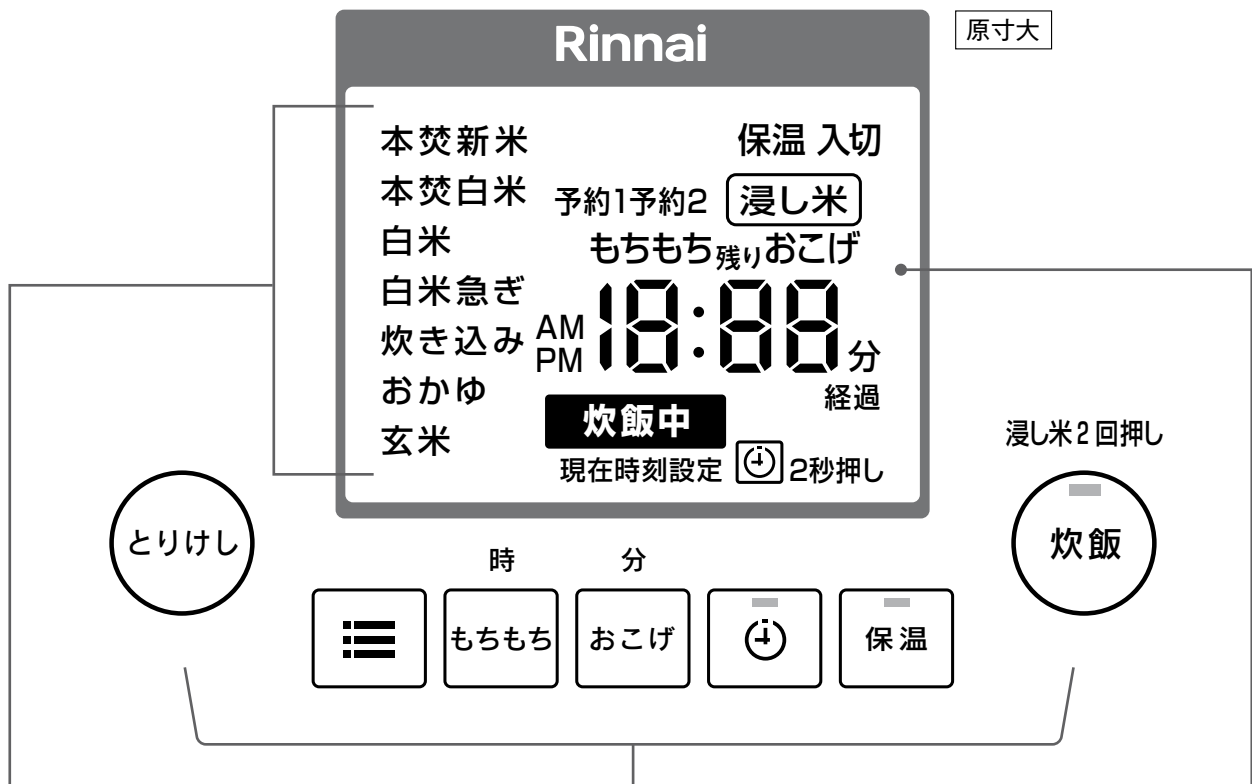 Rinnai
原寸大
本焚新米
本焚白米
白米
白米急ぎ
炊き込み
おかゆ
玄米
保温 入切
予約1予約2 浸し米
もちもち残りおこげ
AM
PM
18:88分
経過
炊飯中
現在時刻設定 2秒押し
浸し米2回押し
とりけし
炊飯
時
分
もちもち
おこげ
保温